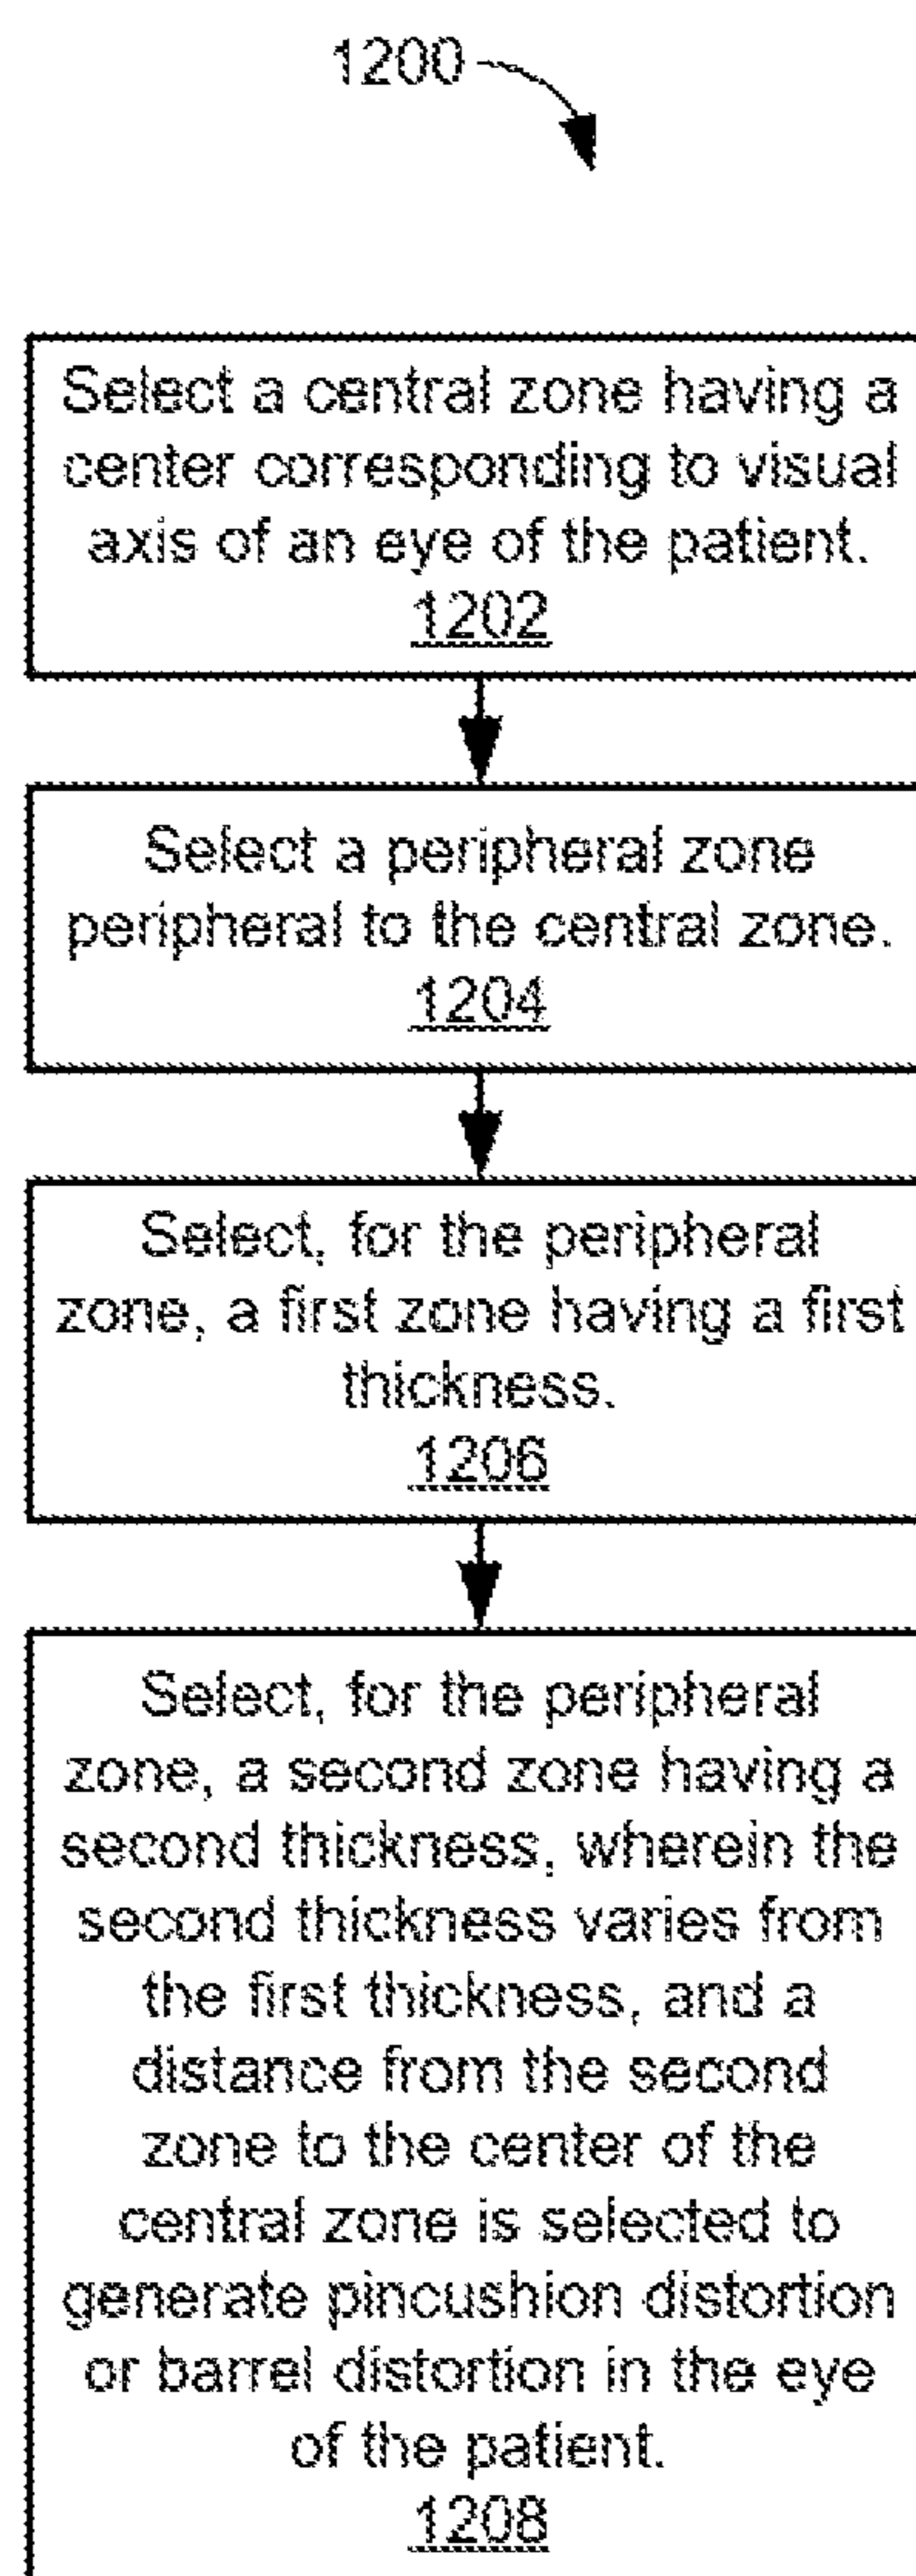 1200
Select a central zone having a
center corresponding to visual
axis of an eye of the patient.
1202
Select a peripheral zone
peripheral to the central zone.
1204
Select, for the peripheral
zone, a first zone having a first
thickness.
1206
Select, for the peripheral
zone, a second zone having a
second thickness, wherein the
second thickness varies from
the first thickness, and a
distance from the second
zone to the center of the
central zone is selected to
generate pincushion distortion
or barrel distortion in the eye
of the patient.
1208